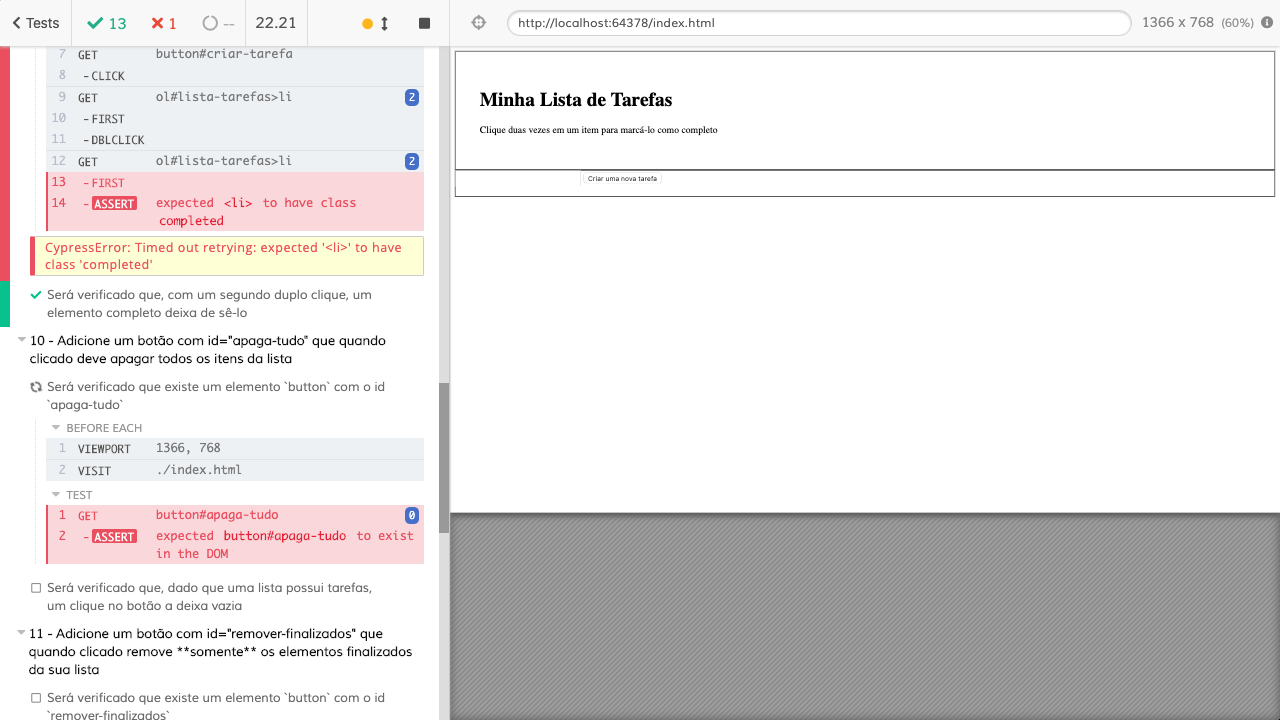 Tests 13 1 -- 22.21 http://localhost:64378/index.html 1366 x 768 (60%)
7 GET button#criar-tarefa
8 -CLICK
9 GET ol#lista-tarefas>li 2
10 -FIRST
11 -DBLCLICK
12 GET ol#lista-tarefas>li 2
13 -FIRST
14 -ASSERT expected <li> to have class
completed
CypressError: Timed out retrying: expected '<li>' to have
class 'completed'
Será verificado que, com um segundo duplo clique, um
elemento completo deixa de sê-lo
10 - Adicione um botão com id="apaga-tudo" que quando
clicado deve apagar todos os itens da lista
Será verificado que existe um elemento `button` com o id
`apaga-tudo`
BEFORE EACH
1 VIEWPORT 1366, 768
2 VISIT ./index.html
TEST
1 GET button#apaga-tudo 0
2 -ASSERT expected button#apaga-tudo to exist
in the DOM
Será verificado que, dado que uma lista possui tarefas,
um clique no botão a deixa vazia
11 - Adicione um botão com id="remover-finalizados" que
quando clicado remove **somente** os elementos finalizados
da sua lista
Será verificado que existe um elemento `button` com o id
`remover-finalizados`
Minha Lista de Tarefas
Clique duas vezes em um item para marcá-lo como completo
Criar uma nova tarefa